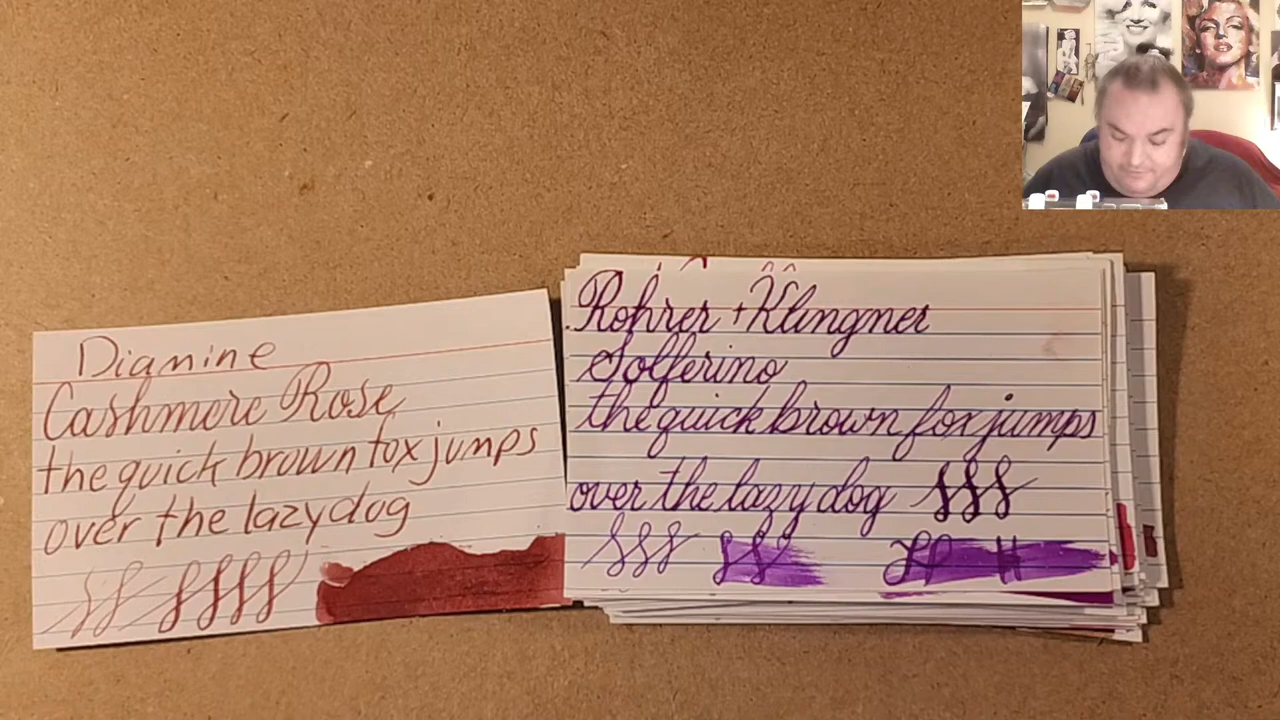 Diamine
Cashmere Rose
the quick brown fox jumps
over the lazy dog
Rohrer + Klingner
Solferino
the quick brown fox jumps
over the lazy dog